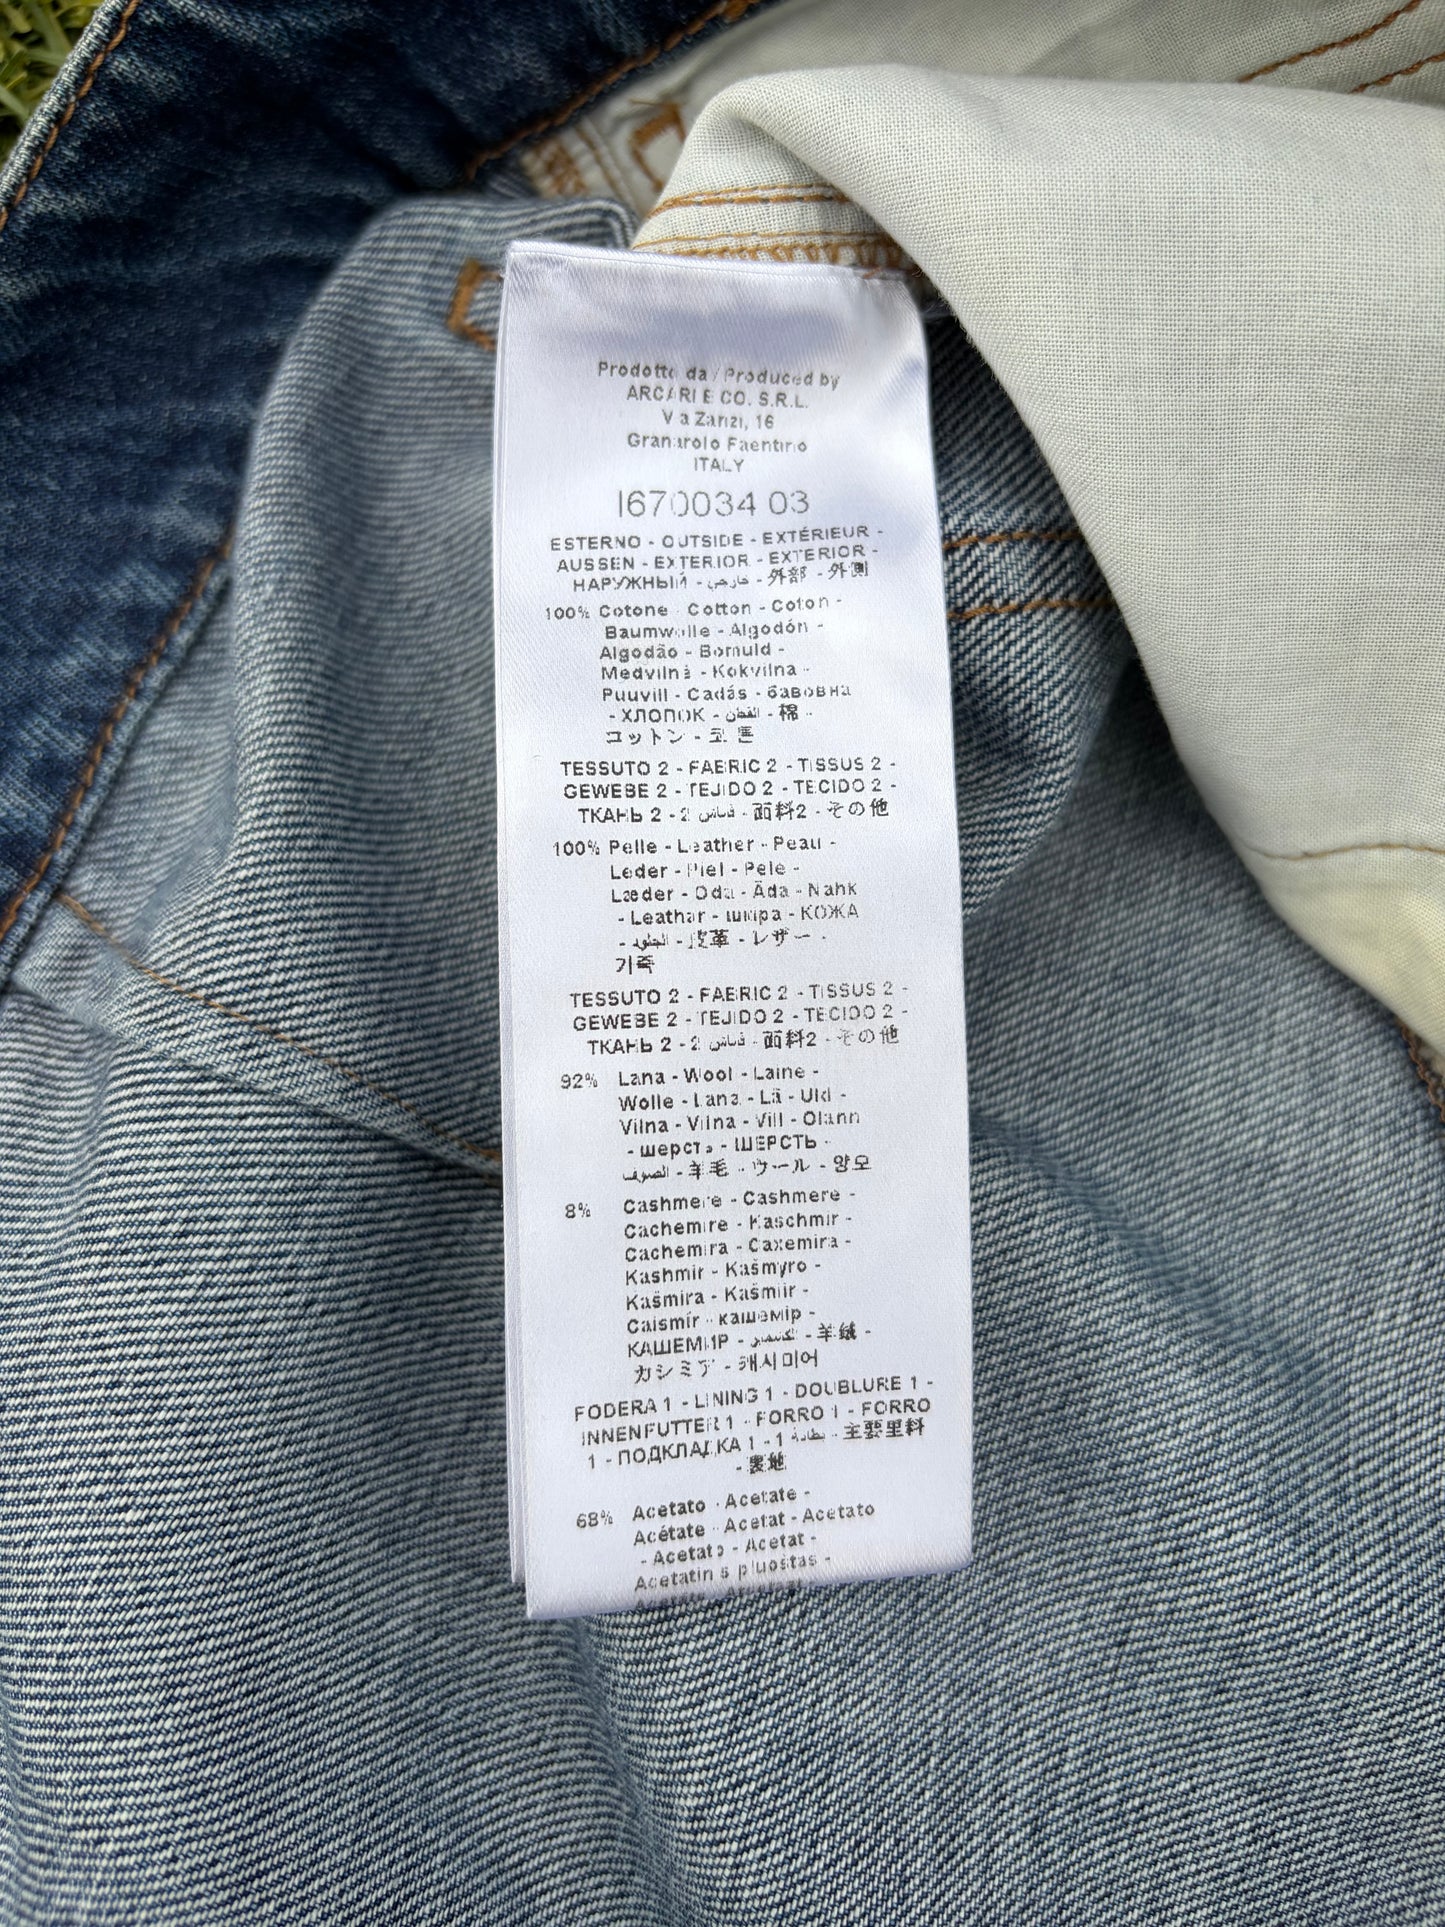 Prodotto da / Produced by
ARCARI E CO. S.R.L.
Via Zanzi, 16
Granarolo Faentino
ITALY
I670034 03
ESTERNO - OUTSIDE - EXTÉRIEUR -
AUSSEN - EXTERIOR - EXTERIOR -
НАРУЖНЫЙ - خارجي - 外部 - 外側
100% Cotone - Cotton - Coton -
Baumwolle - Algodón -
Algodão - Bomuld -
Medvilnė - Kokvilna -
Puuvill - Cadás - бавовна
- ХЛОПОК - القطن - 棉 -
コットン - 코튼
TESSUTO 2 - FABRIC 2 - TISSUS 2 -
GEWEBE 2 - TEJIDO 2 - TECIDO 2 -
ТКАНЬ 2 - 2 قماش - 面料2 - その他
100% Pelle - Leather - Peau -
Leder - Piel - Pele -
Læder - Oda - Āda - Nahk
- Leathar - шкіра - КОЖА
- الجلود - 皮革 - レザー -
가죽
TESSUTO 2 - FABRIC 2 - TISSUS 2 -
GEWEBE 2 - TEJIDO 2 - TECIDO 2 -
ТКАНЬ 2 - 2 قماش - 面料2 - その他
92% Lana - Wool - Laine -
Wolle - Lana - Lã - Uld -
Vilna - Vilna - Vill - Olann
- шерсть - ШЕРСТЬ -
الصوف - 羊毛 - ウール - 양모
8% Cashmere - Cashmere -
Cachemire - Kaschmir -
Cachemira - Caxemira -
Kashmir - Kašmyro -
Kašmira - Kašmiir -
Caismír - кашемір -
КАШЕМИР - الكشمير - 羊绒 -
カシミア - 캐시미어
FODERA 1 - LINING 1 - DOUBLURE 1 -
INNENFUTTER 1 - FORRO 1 - FORRO
1 - ПОДКЛАДКА 1 - 1 بطانة - 主要里料
- 裏地
68% Acetato - Acetate -
Acétate - Acetat - Acetato
- Acetato - Acetat -
Acetatinis pluoštas -